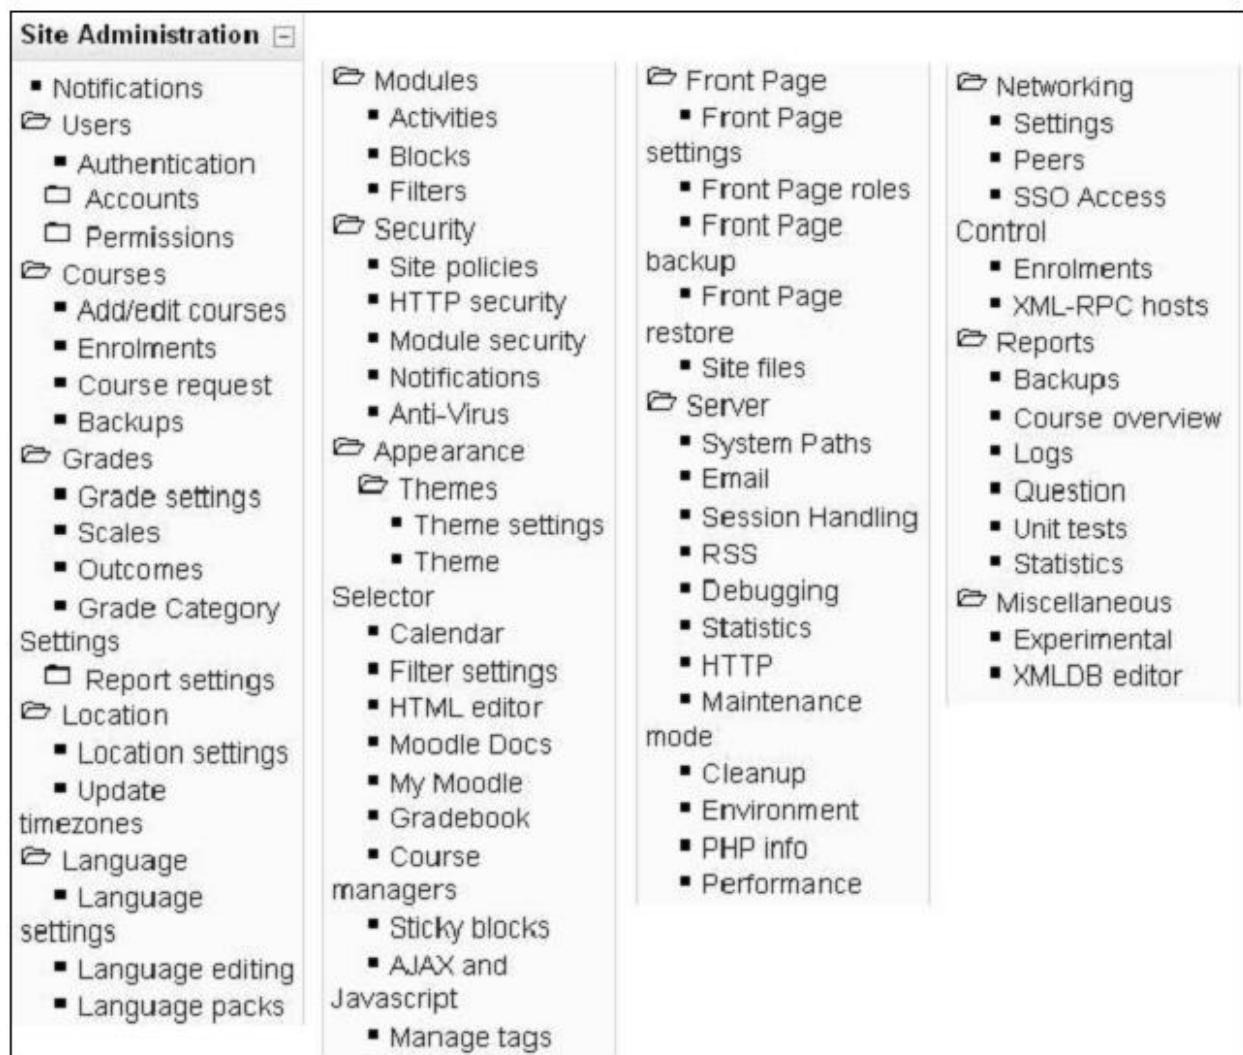 Site Administration
Notifications
Users
Authentication
Accounts
Permissions
Courses
Add/edit courses
Enrolments
Course request
Backups
Grades
Grade settings
Scales
Outcomes
Grade Category
Settings
Report settings
Location
Location settings
Update
timezones
Language
Language
settings
Language editing
Language packs
Modules
Activities
Blocks
Filters
Security
Site policies
HTTP security
Module security
Notifications
Anti-Virus
Appearance
Themes
Theme settings
Theme
Selector
Calendar
Filter settings
HTML editor
Moodle Docs
My Moodle
Gradebook
Course
managers
Sticky blocks
AJAX and
Javascript
Manage tags
Front Page
Front Page
settings
Front Page roles
Front Page
backup
Front Page
restore
Site files
Server
System Paths
Email
Session Handling
RSS
Debugging
Statistics
HTTP
Maintenance
mode
Cleanup
Environment
PHP info
Performance
Networking
Settings
Peers
SSO Access
Control
Enrolments
XML-RPC hosts
Reports
Backups
Course overview
Logs
Question
Unit tests
Statistics
Miscellaneous
Experimental
XMLDB editor